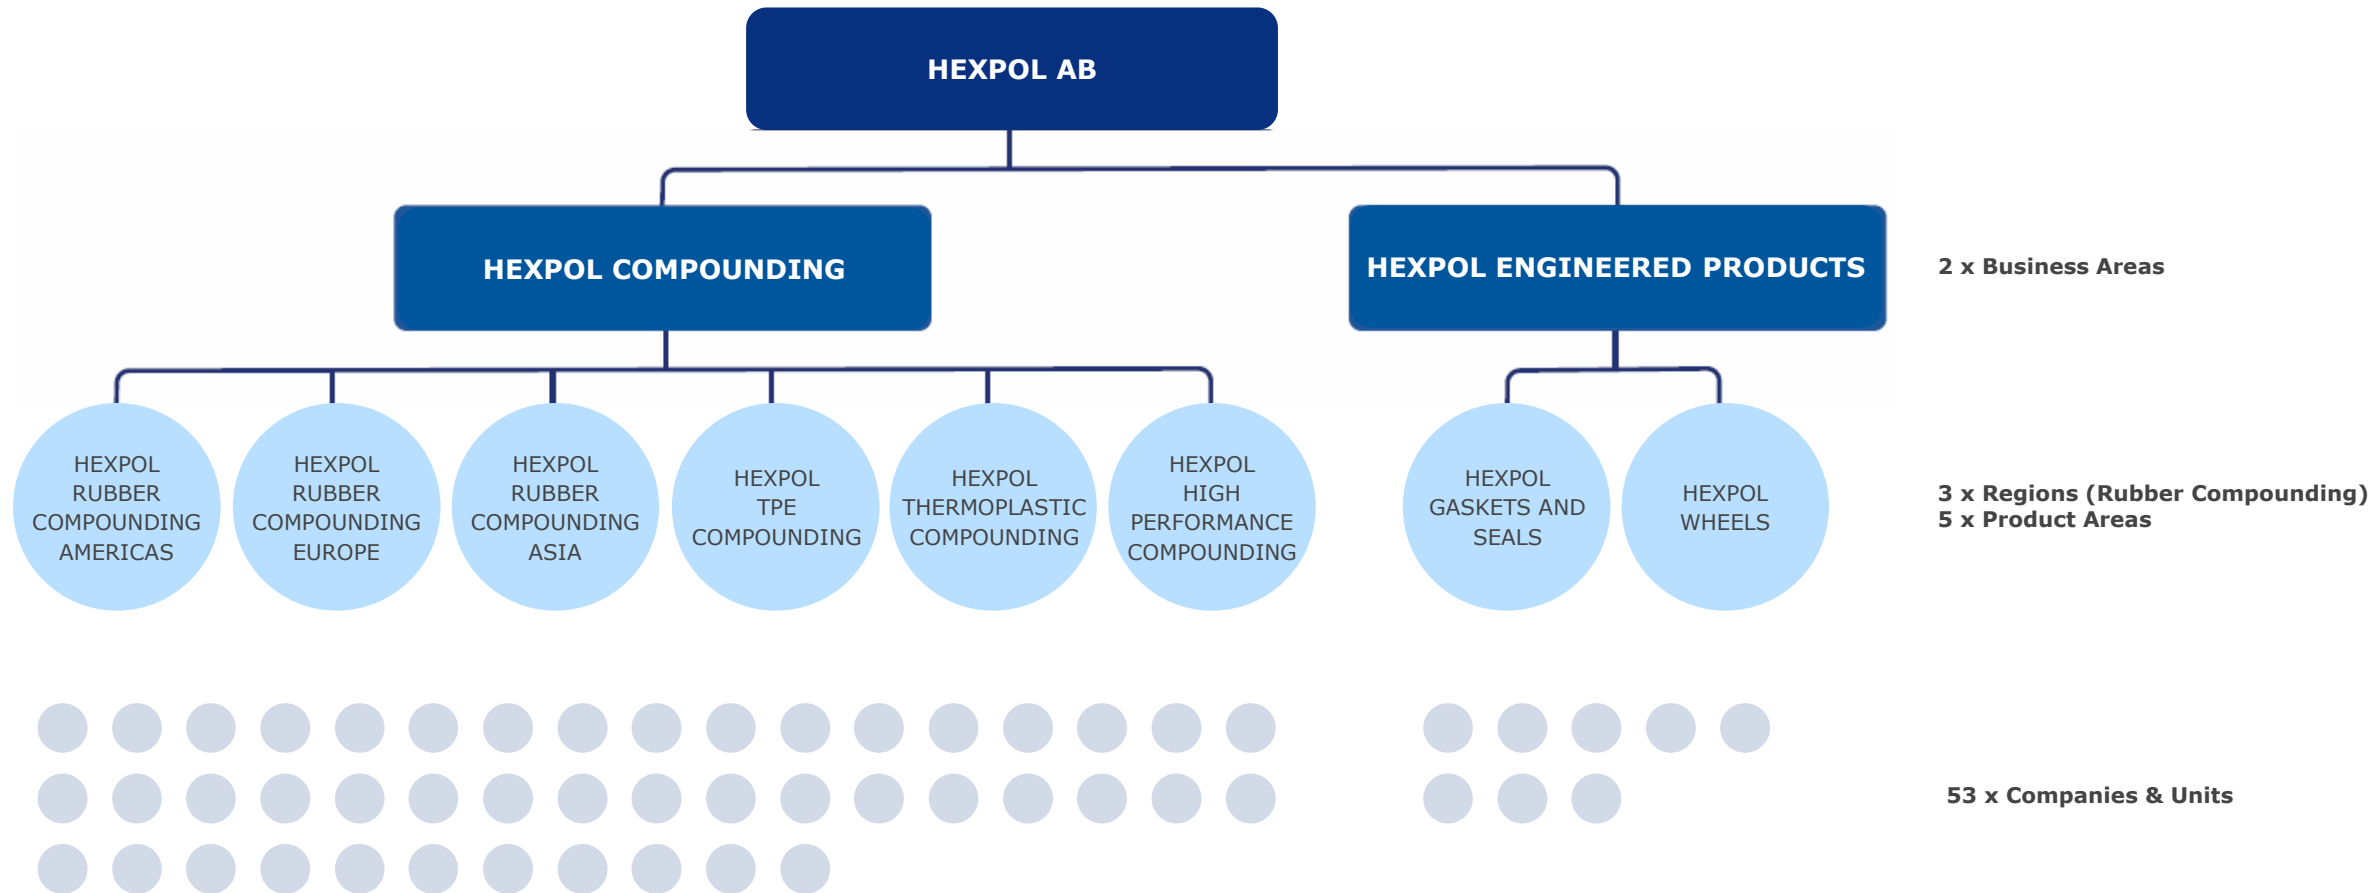 HEXPOL AB
HEXPOL COMPOUNDING
HEXPOL ENGINEERED PRODUCTS
2 x Business Areas
HEXPOL
RUBBER
COMPOUNDING
AMERICAS
HEXPOL
RUBBER
COMPOUNDING
EUROPE
HEXPOL
RUBBER
COMPOUNDING
ASIA
HEXPOL
TPE
COMPOUNDING
HEXPOL
THERMOPLASTIC
COMPOUNDING
HEXPOL
HIGH
PERFORMANCE
COMPOUNDING
HEXPOL
GASKETS AND
SEALS
HEXPOL
WHEELS
3 x Regions (Rubber Compounding)
5 x Product Areas
53 x Companies & Units